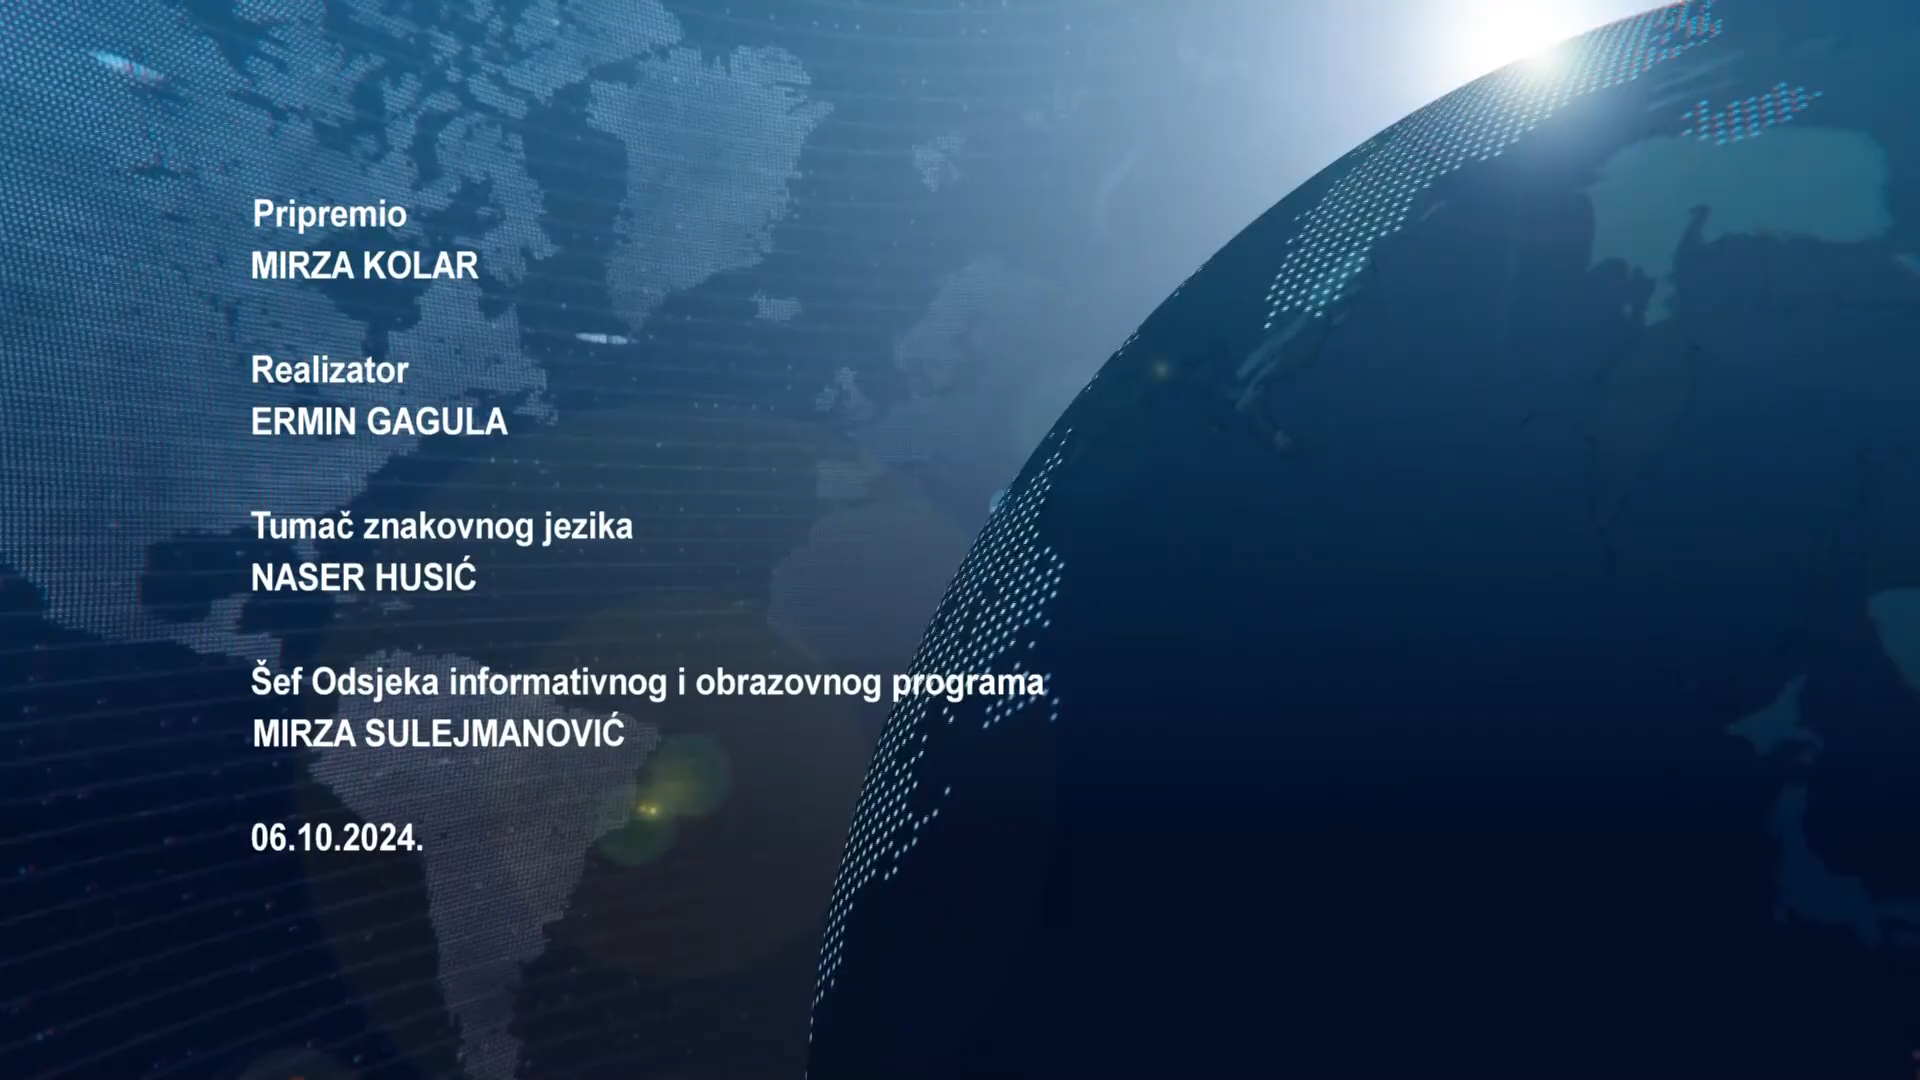 Pripremio
MIRZA KOLAR
Realizator
ERMIN GAGULA
Tumač znakovnog jezika
NASER HUSIĆ
Šef Odsjeka informativnog i obrazovnog programa
MIRZA SULEJMANOVIĆ
06.10.2024.